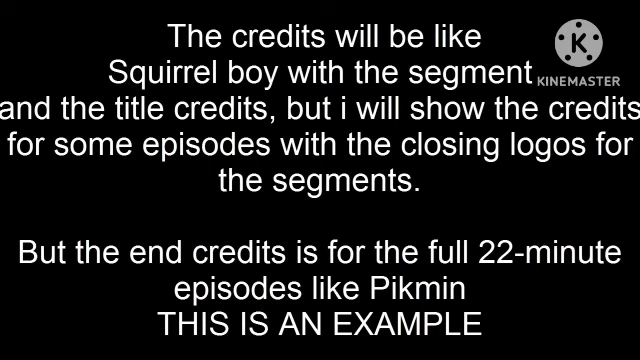 The credits will be like
Squirrel boy with the segment
and the title credits, but i will show the credits
for some episodes with the closing logos for
the segments.
But the end credits is for the full 22-minute
episodes like Pikmin
THIS IS AN EXAMPLE
K
KINEMASTER